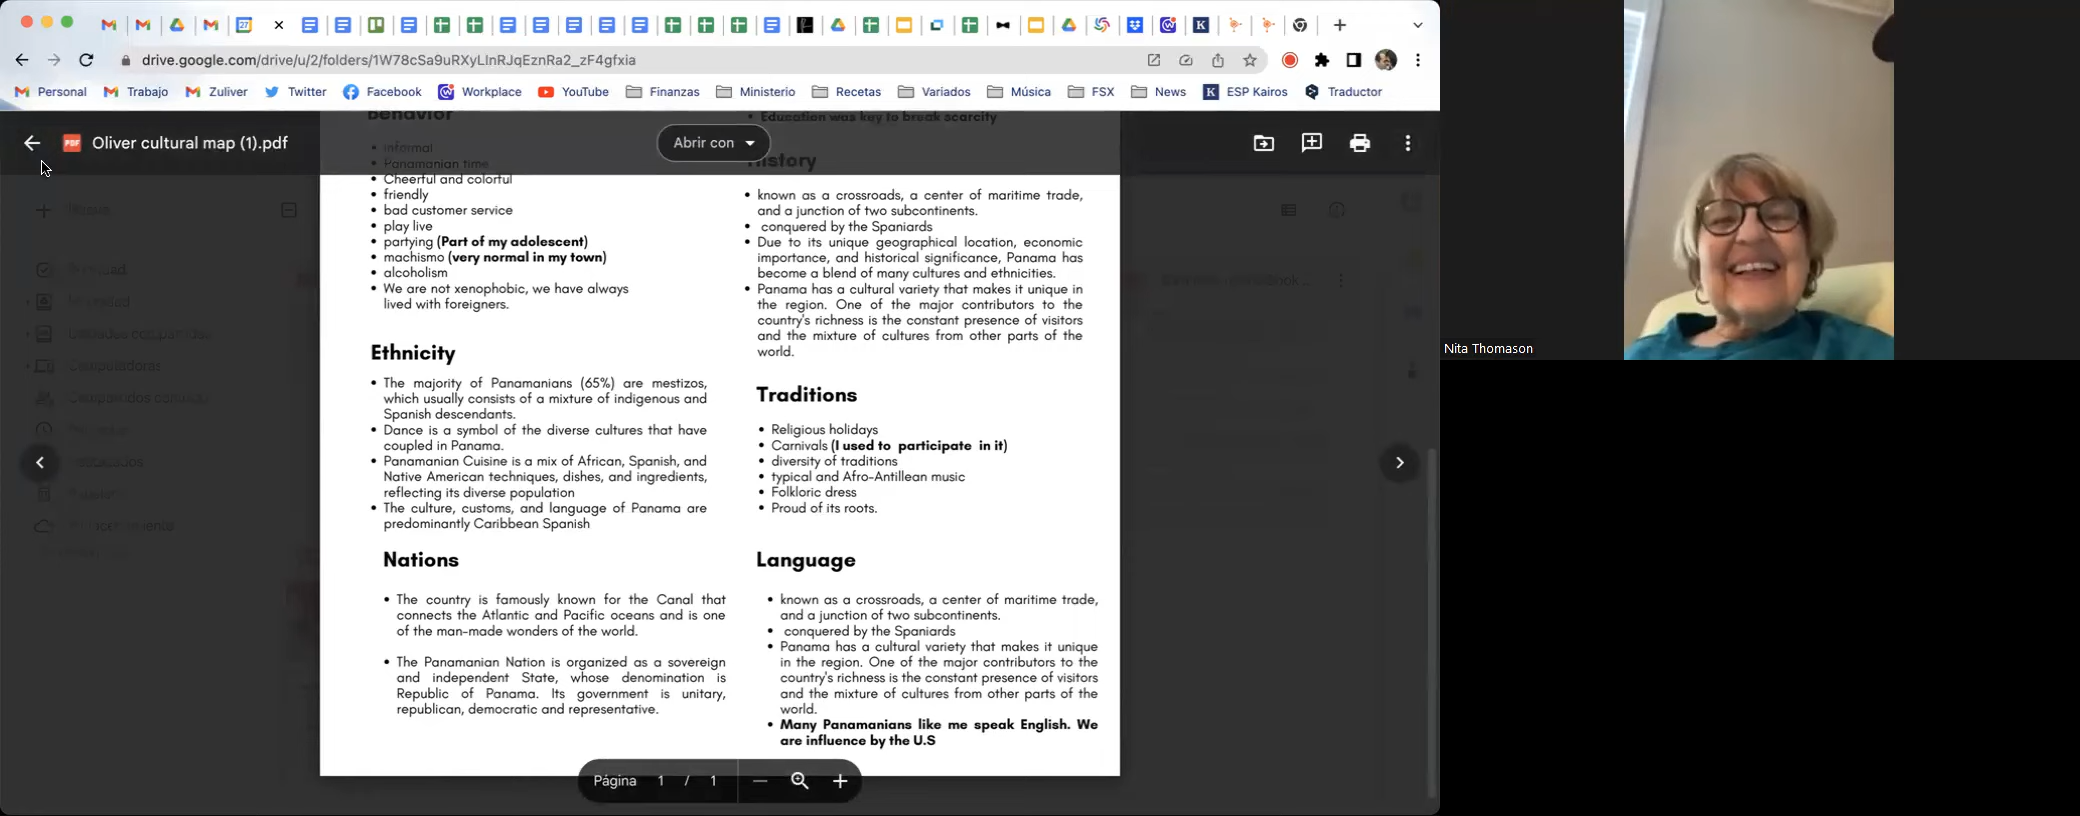 27
drive.google.com/drive/u/2/folders/1W78cSa9uRXyLInRJqEznRa2_zF4gfxia
Personal Trabajo Zuliver Twitter Facebook Workplace YouTube Finanzas Ministerio Recetas Variados Música FSX News ESP Kairos Traductor
PDF Oliver cultural map (1).pdf
Abrir con
behavior
• informal
• Panamanian time
• Cheerful and colorful
• friendly
• bad customer service
• play live
• partying (Part of my adolescent)
• machismo (very normal in my town)
• alcoholism
• We are not xenophobic, we have always
lived with foreigners.
Ethnicity
• The majority of Panamanians (65%) are mestizos,
which usually consists of a mixture of indigenous and
Spanish descendants.
• Dance is a symbol of the diverse cultures that have
coupled in Panama.
• Panamanian Cuisine is a mix of African, Spanish, and
Native American techniques, dishes, and ingredients,
reflecting its diverse population
• The culture, customs, and language of Panama are
predominantly Caribbean Spanish
Nations
• The country is famously known for the Canal that
connects the Atlantic and Pacific oceans and is one
of the man-made wonders of the world.
• The Panamanian Nation is organized as a sovereign
and independent State, whose denomination is
Republic of Panama. Its government is unitary,
republican, democratic and representative.
• Education was key to break scarcity
History
• known as a crossroads, a center of maritime trade,
and a junction of two subcontinents.
• conquered by the Spaniards
• Due to its unique geographical location, economic
importance, and historical significance, Panama has
become a blend of many cultures and ethnicities.
• Panama has a cultural variety that makes it unique in
the region. One of the major contributors to the
country's richness is the constant presence of visitors
and the mixture of cultures from other parts of the
world.
Traditions
• Religious holidays
• Carnivals (I used to participate in it)
• diversity of traditions
• typical and Afro-Antillean music
• Folkloric dress
• Proud of its roots.
Language
• known as a crossroads, a center of maritime trade,
and a junction of two subcontinents.
• conquered by the Spaniards
• Panama has a cultural variety that makes it unique
in the region. One of the major contributors to the
country's richness is the constant presence of visitors
and the mixture of cultures from other parts of the
world.
• Many Panamanians like me speak English. We
are influence by the U.S
Página 1 / 1
Nita Thomason